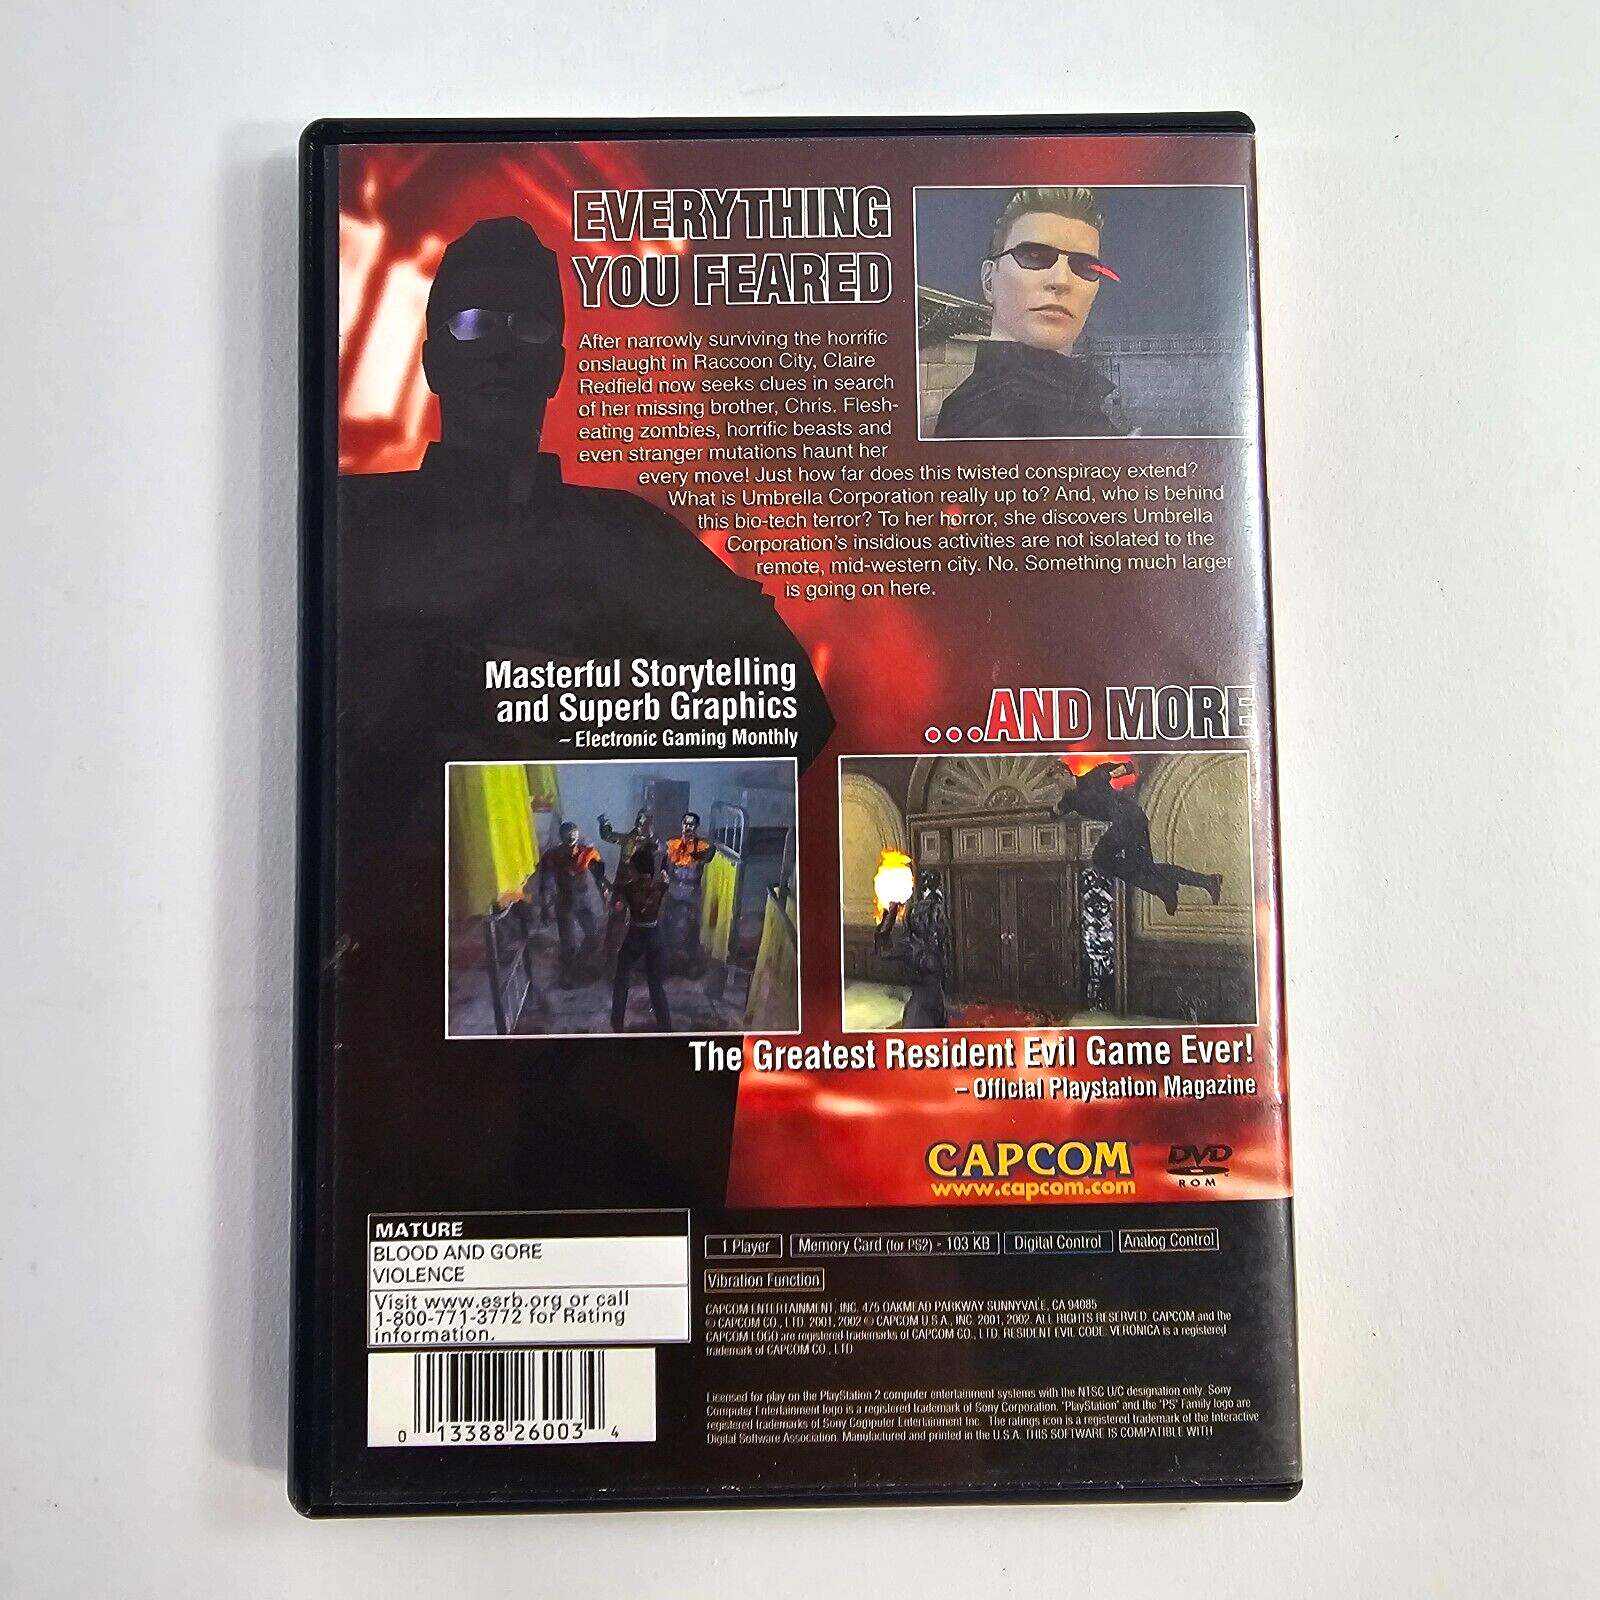 EVERYTHING
YOU FEARED
After narrowly surviving the horrific
onslaught in Raccoon City, Claire
Redfield now seeks clues in search
of her missing brother, Chris. Flesh-
eating zombies, horrific beasts and
even stranger mutations haunt her
every move! Just how far does this twisted conspiracy extend?
What is Umbrella Corporation really up to? And, who is behind
this bio-tech terror? To her horror, she discovers Umbrella
Corporation's insidious activities are not isolated to the
remote, mid-western city. No. Something much larger
is going on here.
Masterful Storytelling
and Superb Graphics
– Electronic Gaming Monthly
...AND MORE
The Greatest Resident Evil Game Ever!
– Official Playstation Magazine
CAPCOM
www.capcom.com
DVD
ROM
MATURE
BLOOD AND GORE
VIOLENCE
Visit www.esrb.org or call
1-800-771-3772 for Rating
information.
1 Player
Memory Card (for PS2) - 103 KB
Digital Control
Analog Control
Vibration Function
CAPCOM ENTERTAINMENT, INC. 475 OAKMEAD PARKWAY SUNNYVALE, CA 94085
© CAPCOM CO., LTD. 2001, 2002 © CAPCOM U.S.A., INC. 2001, 2002. ALL RIGHTS RESERVED. CAPCOM and the
CAPCOM LOGO are registered trademarks of CAPCOM CO., LTD. RESIDENT EVIL CODE: VERONICA is a registered
trademark of CAPCOM CO., LTD
Licensed for play on the PlayStation 2 computer entertainment systems with the NTSC U/C designation only. Sony
Computer Entertainment logo is a registered trademark of Sony Corporation. "PlayStation" and the "PS" Family logo are
registered trademarks of Sony Computer Entertainment Inc. The ratings icon is a registered trademark of the Interactive
Digital Software Association. Manufactured and printed in the U.S.A. THIS SOFTWARE IS COMPATIBLE WITH
0 13388 26003 4